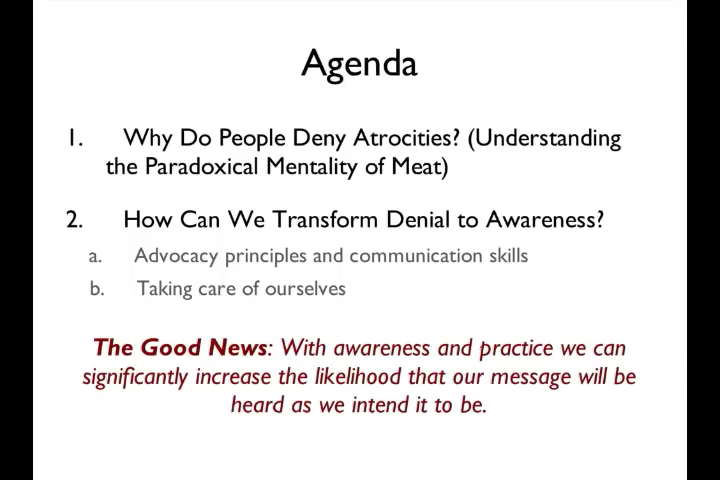 Agenda
1. Why Do People Deny Atrocities? (Understanding
the Paradoxical Mentality of Meat)
2. How Can We Transform Denial to Awareness?
a. Advocacy principles and communication skills
b. Taking care of ourselves
The Good News: With awareness and practice we can
significantly increase the likelihood that our message will be
heard as we intend it to be.